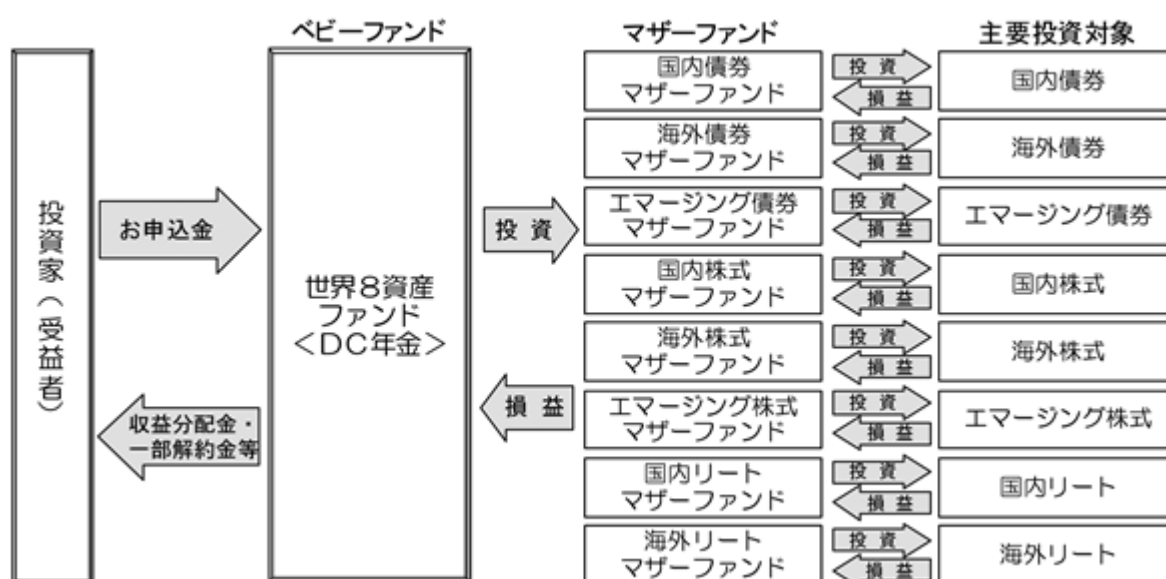 ベビーファンド
マザーファンド
主要投資対象
投資家（受益者）
お申込金
収益分配金・
一部解約金等
世界８資産
ファンド
＜ＤＣ年金＞
投 資
損 益
国内債券
マザーファンド
投 資
損 益
国内債券
海外債券
マザーファンド
投 資
損 益
海外債券
エマージング債券
マザーファンド
投 資
損 益
エマージング債券
国内株式
マザーファンド
投 資
損 益
国内株式
海外株式
マザーファンド
投 資
損 益
海外株式
エマージング株式
マザーファンド
投 資
損 益
エマージング株式
国内リート
マザーファンド
投 資
損 益
国内リート
海外リート
マザーファンド
投 資
損 益
海外リート